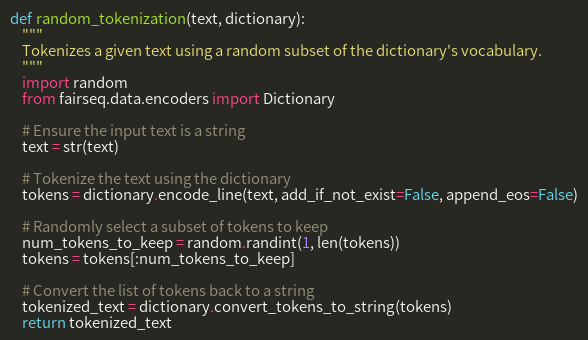 def random_tokenization(text, dictionary):
    """
    Tokenizes a given text using a random subset of the dictionary's vocabulary.
    """
    import random
    from fairseq.data.encoders import Dictionary

    # Ensure the input text is a string
    text = str(text)

    # Tokenize the text using the dictionary
    tokens = dictionary.encode_line(text, add_if_not_exist=False, append_eos=False)

    # Randomly select a subset of tokens to keep
    num_tokens_to_keep = random.randint(1, len(tokens))
    tokens = tokens[:num_tokens_to_keep]

    # Convert the list of tokens back to a string
    tokenized_text = dictionary.convert_tokens_to_string(tokens)
    return tokenized_text